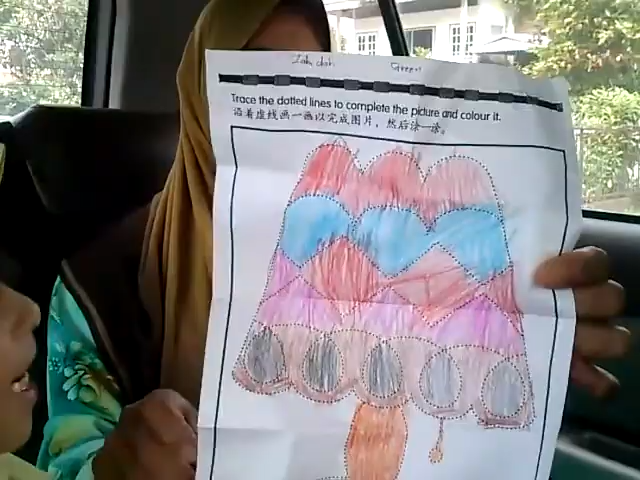 Green
Trace the dotted lines to complete the picture and colour it.
沿着虚线画一画以完成图片，然后涂一涂。